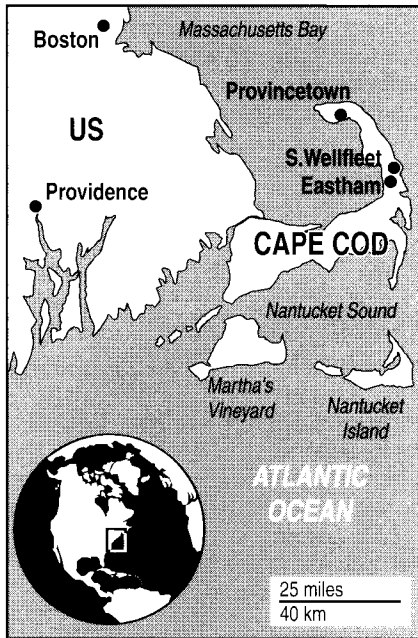 Boston
Massachusetts Bay
Provincetown
US
S.Wellfleet
Eastham
Providence
CAPE COD
Nantucket Sound
Martha's
Vineyard
Nantucket
Island
ATLANTIC
OCEAN
25 miles
40 km